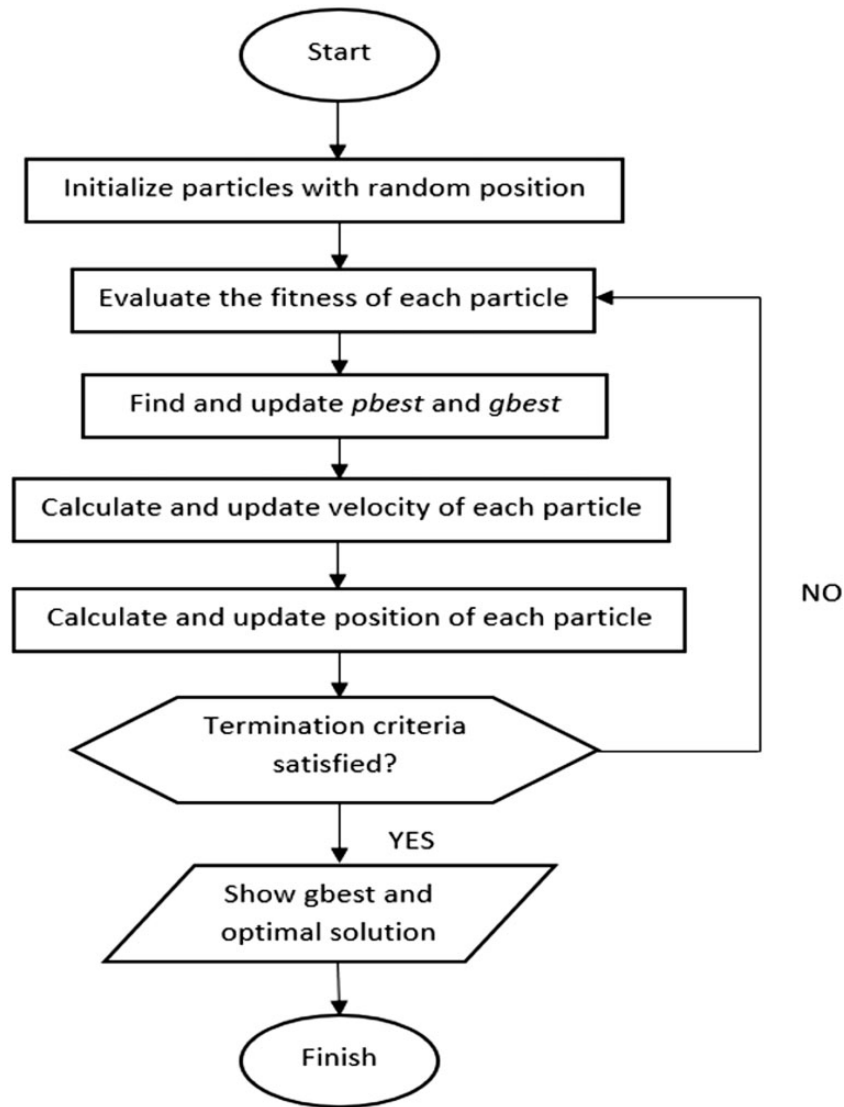 Start
Initialize particles with random position
Evaluate the fitness of each particle
Find and update pbest and gbest
Calculate and update velocity of each particle
NO
Calculate and update position of each particle
Termination criteria
satisfied?
YES
Show gbest and
optimal solution
Finish